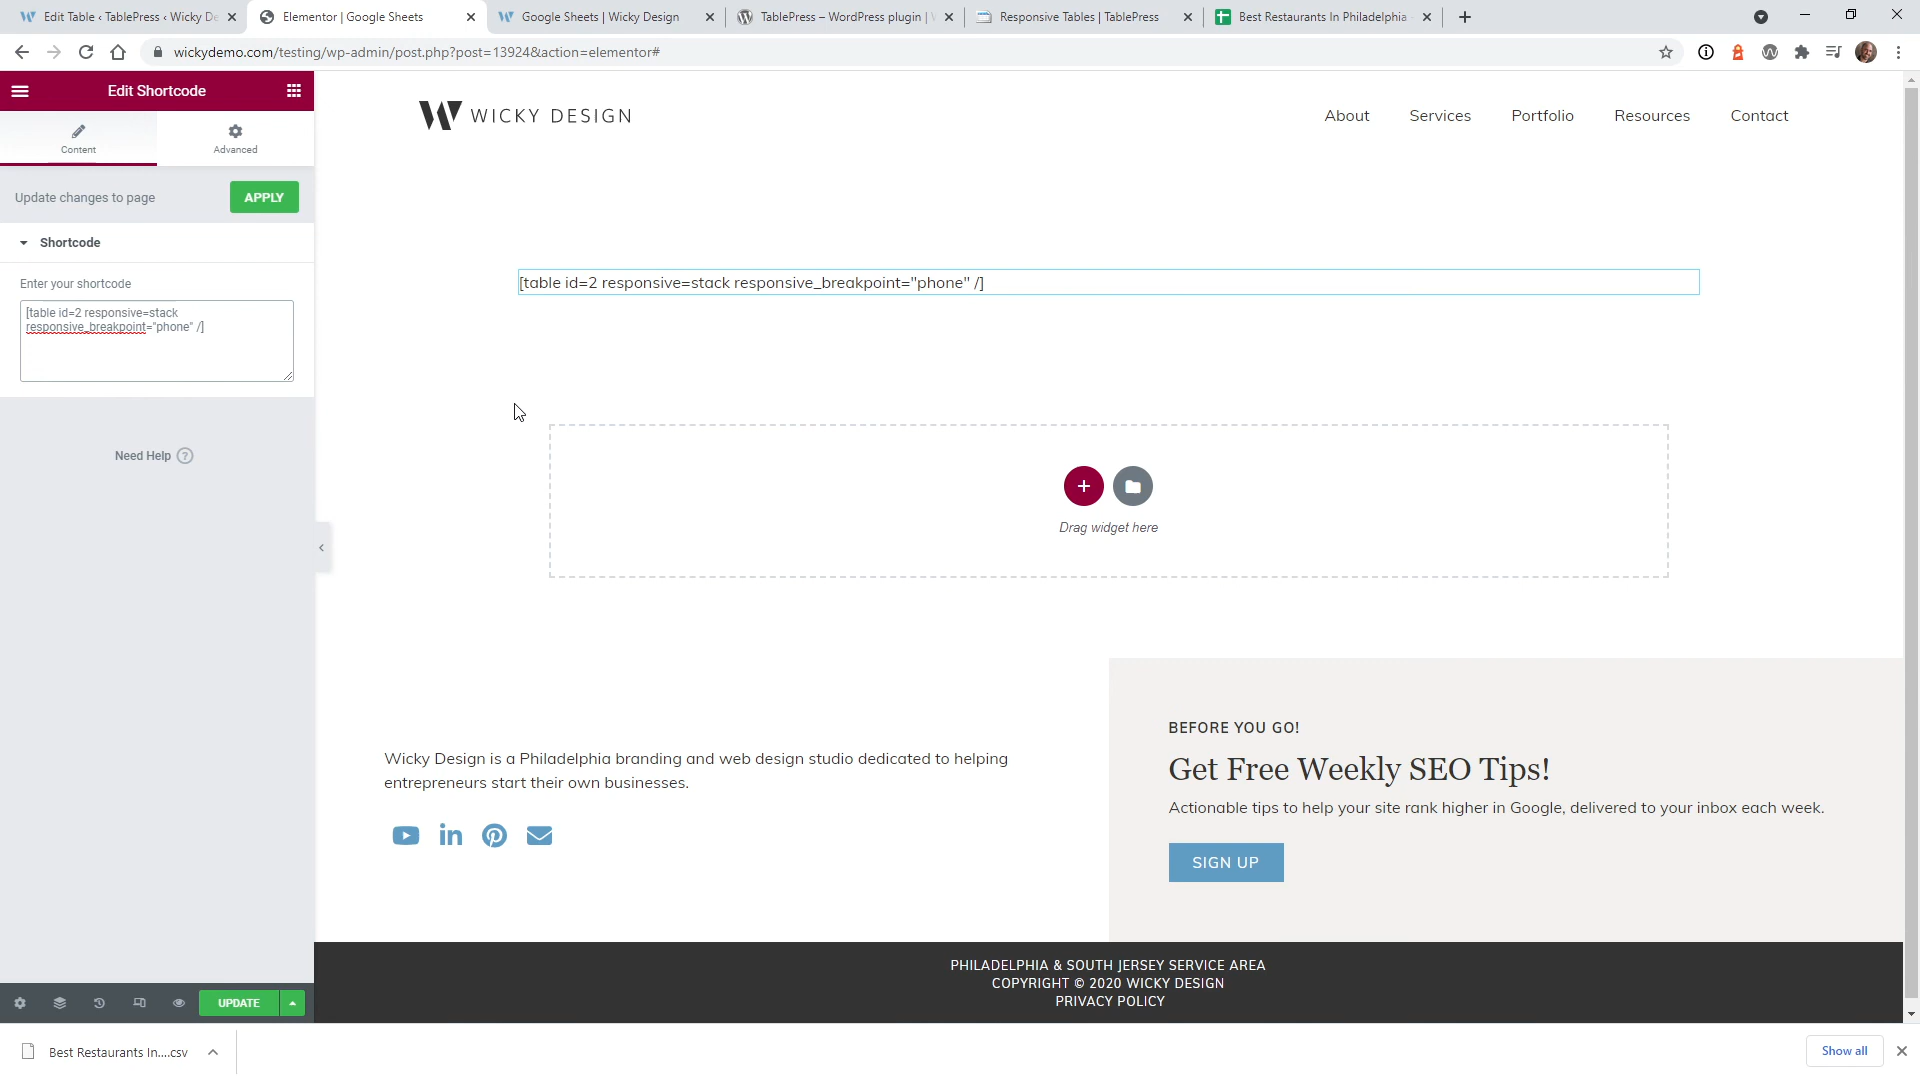 Edit Table ‹ TablePress ‹ Wicky De
Elementor | Google Sheets
Google Sheets | Wicky Design
TablePress – WordPress plugin |
Responsive Tables | TablePress
Best Restaurants In Philadelphia
wickydemo.com/testing/wp-admin/post.php?post=13924&action=elementor#
Edit Shortcode
Content
Advanced
Update changes to page
APPLY
Shortcode
Enter your shortcode
[table id=2 responsive=stack
responsive_breakpoint="phone" /]
Need Help ?
UPDATE
WICKY DESIGN
About
Services
Portfolio
Resources
Contact
[table id=2 responsive=stack responsive_breakpoint="phone" /]
Drag widget here
Wicky Design is a Philadelphia branding and web design studio dedicated to helping
entrepreneurs start their own businesses.
BEFORE YOU GO!
Get Free Weekly SEO Tips!
Actionable tips to help your site rank higher in Google, delivered to your inbox each week.
SIGN UP
PHILADELPHIA & SOUTH JERSEY SERVICE AREA
COPYRIGHT © 2020 WICKY DESIGN
PRIVACY POLICY
Best Restaurants In....csv
Show all